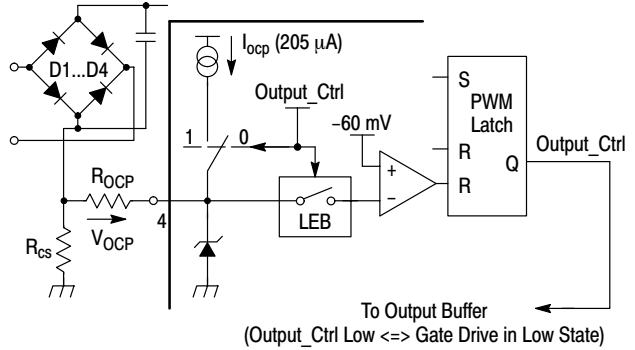 I_ocp (205 µA)
D1...D4
Output_Ctrl
1
0
–60 mV
+
–
LEB
S
PWM
Latch
R
R
Q
Output_Ctrl
R_OCP
4
V_OCP
R_cs
To Output Buffer
(Output_Ctrl Low <=> Gate Drive in Low State)